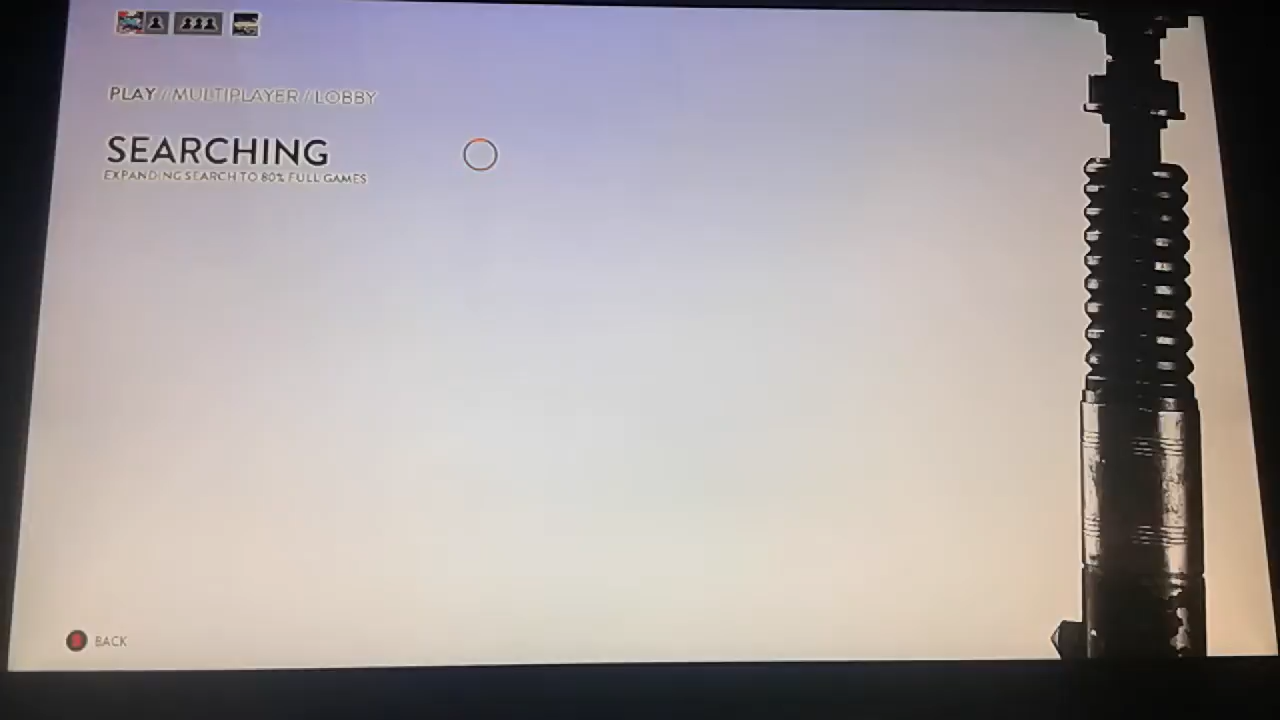 PLAY / MULTIPLAYER / LOBBY
SEARCHING
EXPANDING SEARCH TO 80% FULL GAMES
BACK